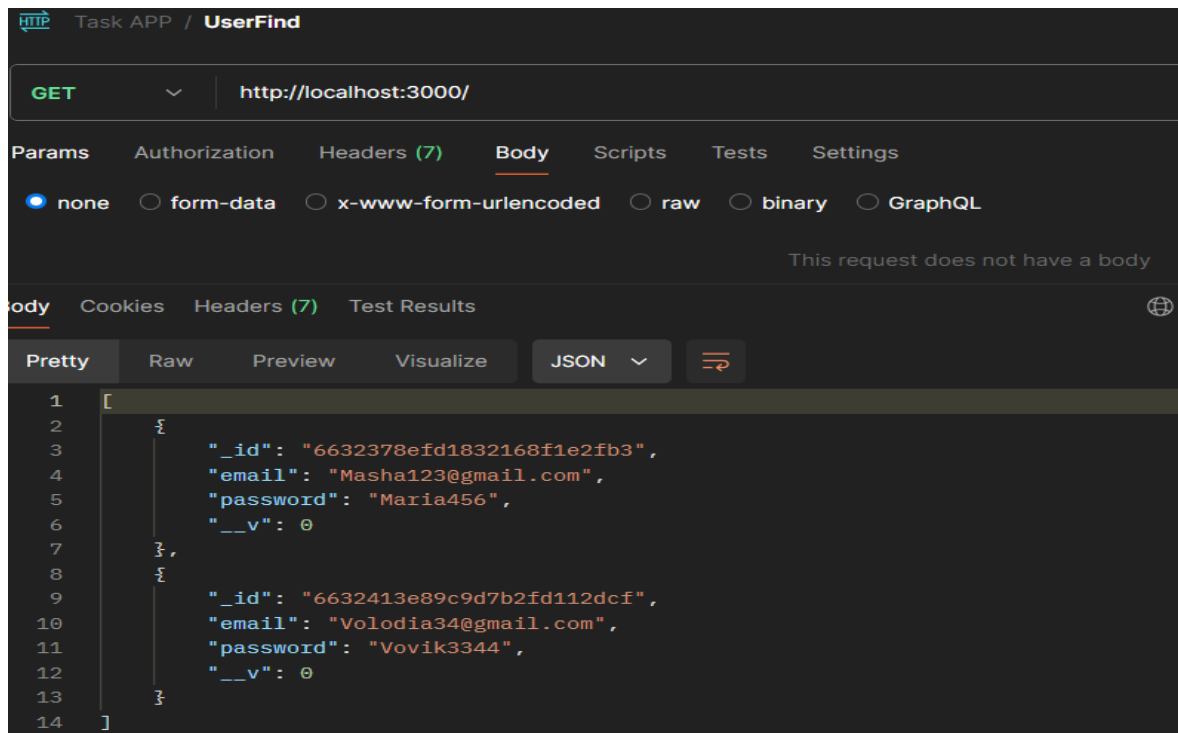 HTTP Task APP / UserFind
GET http://localhost:3000/
Params Authorization Headers (7) Body Scripts Tests Settings
none form-data x-www-form-urlencoded raw binary GraphQL
This request does not have a body
Body Cookies Headers (7) Test Results
Pretty Raw Preview Visualize JSON
1 [
2 {
3 "_id": "6632378efd1832168f1e2fb3",
4 "email": "Masha123@gmail.com",
5 "password": "Maria456",
6 "__v": 0
7 },
8 {
9 "_id": "6632413e89c9d7b2fd112dcf",
10 "email": "Volodia34@gmail.com",
11 "password": "Vovik3344",
12 "__v": 0
13 }
14 ]